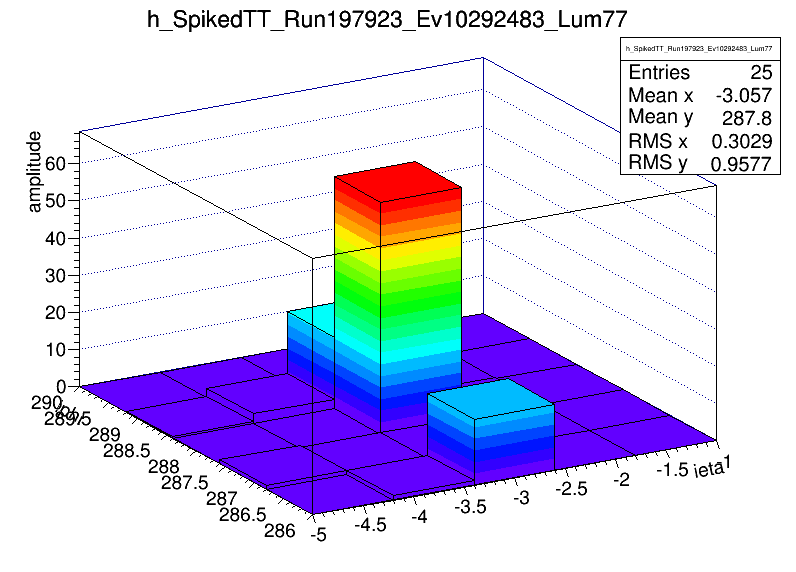 h_SpikedTT_Run197923_Ev10292483_Lum77
h_SpikedTT_Run197923_Ev10292483_Lum77
Entries 25
Mean x -3.057
Mean y 287.8
RMS x 0.3029
RMS y 0.9577
amplitude
60
50
40
30
20
10
0
290
289.5
289
288.5
288
287.5
287
286.5
286
-5
-4.5
-4
-3.5
-3
-2.5
-2
-1.5
-1
ieta